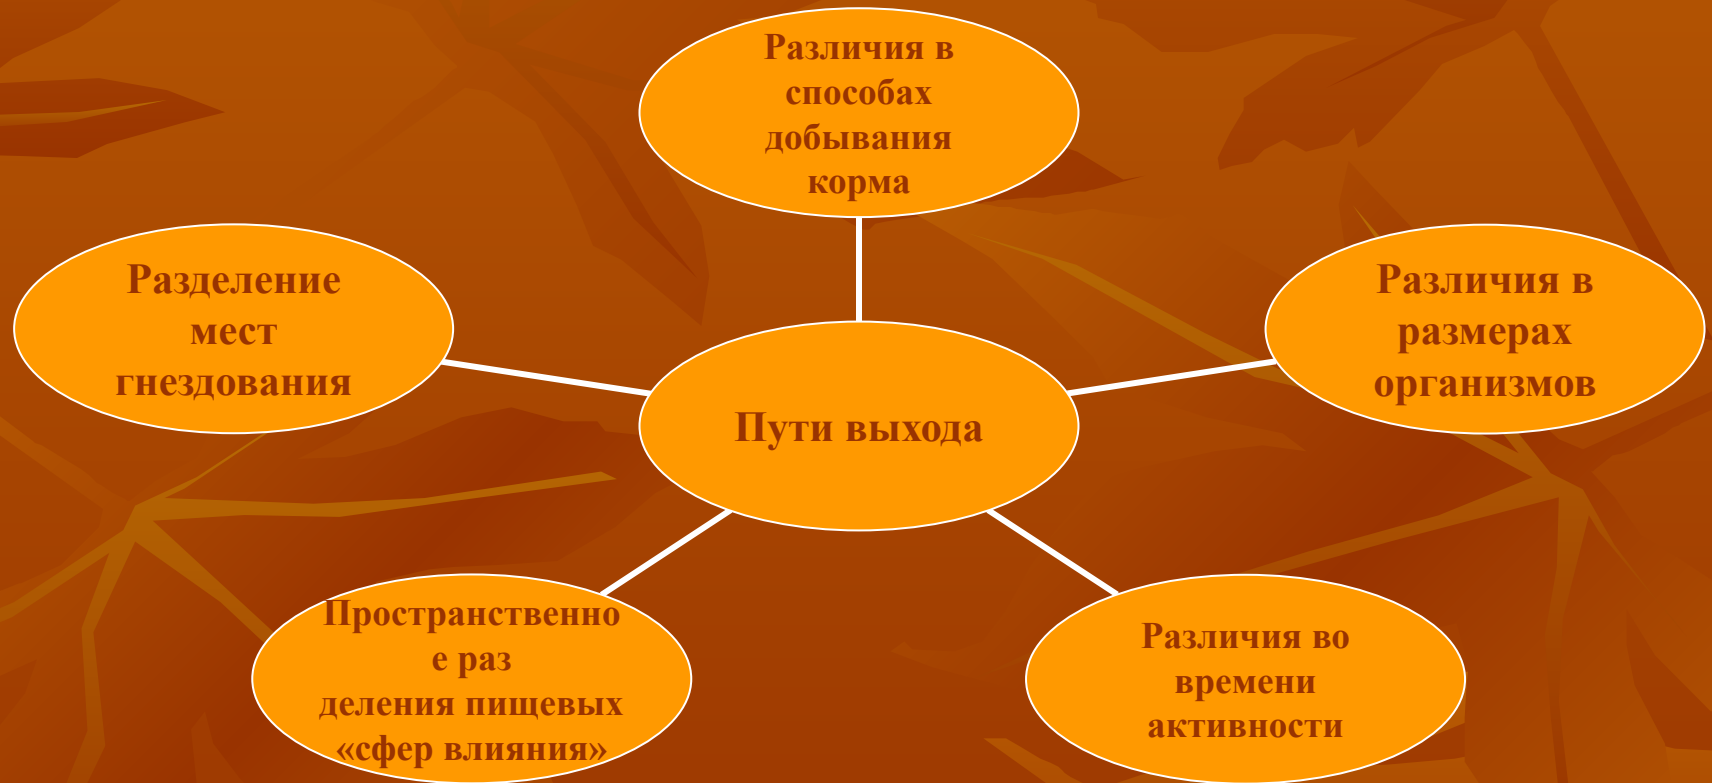 Различия в
способах
добывания
корма
Разделение
мест
гнездования
Различия в
размерах
организмов
Пути выхода
Пространственно
е раз
деления пищевых
«сфер влияния»
Различия во
времени
активности